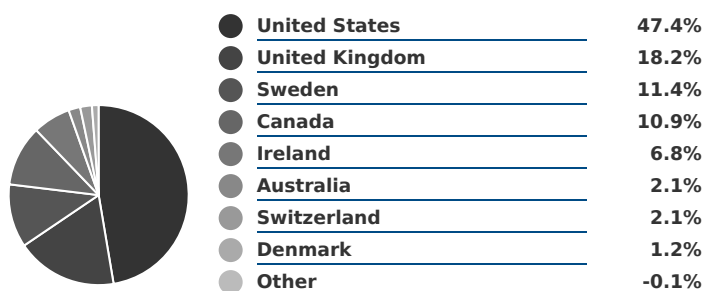 United States 47.4%
United Kingdom 18.2%
Sweden 11.4%
Canada 10.9%
Ireland 6.8%
Australia 2.1%
Switzerland 2.1%
Denmark 1.2%
Other -0.1%